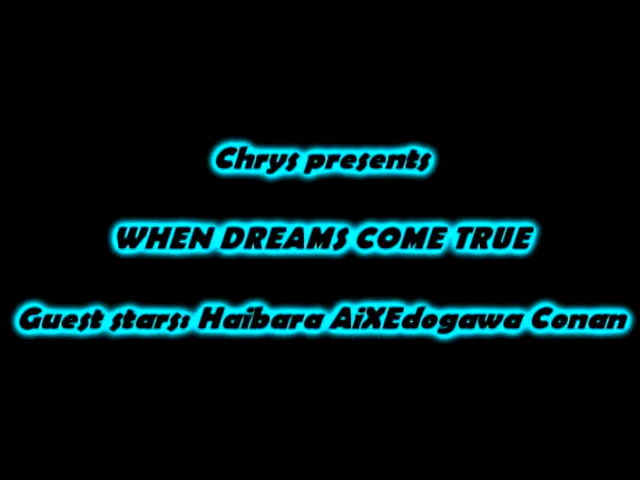 Chrys presents
WHEN DREAMS COME TRUE
Guest stars: Haibara AiXEdogawa Conan